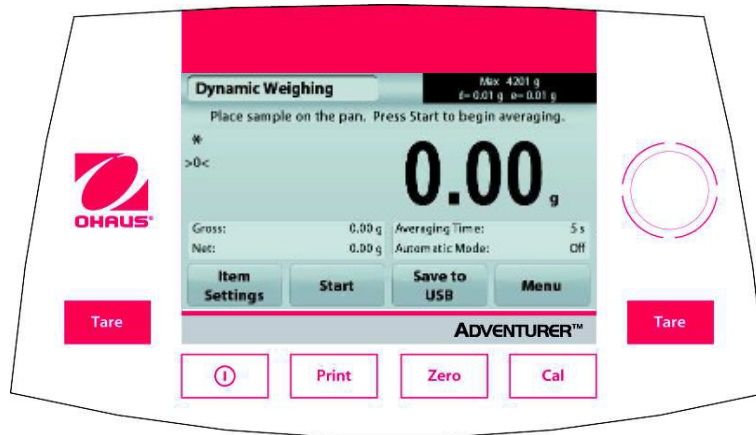 Dynamic Weighing
Max 4201 g
d=0.01 g e=0.01 g
Place sample on the pan. Press Start to begin averaging.
*
>0<
0.00 g
OHAUS®
Gross: 0.00 g Averaging Time: 5 s
Net: 0.00 g Automatic Mode: Off
Item Settings
Start
Save to USB
Menu
Tare
ADVENTURER™
Tare
Print
Zero
Cal